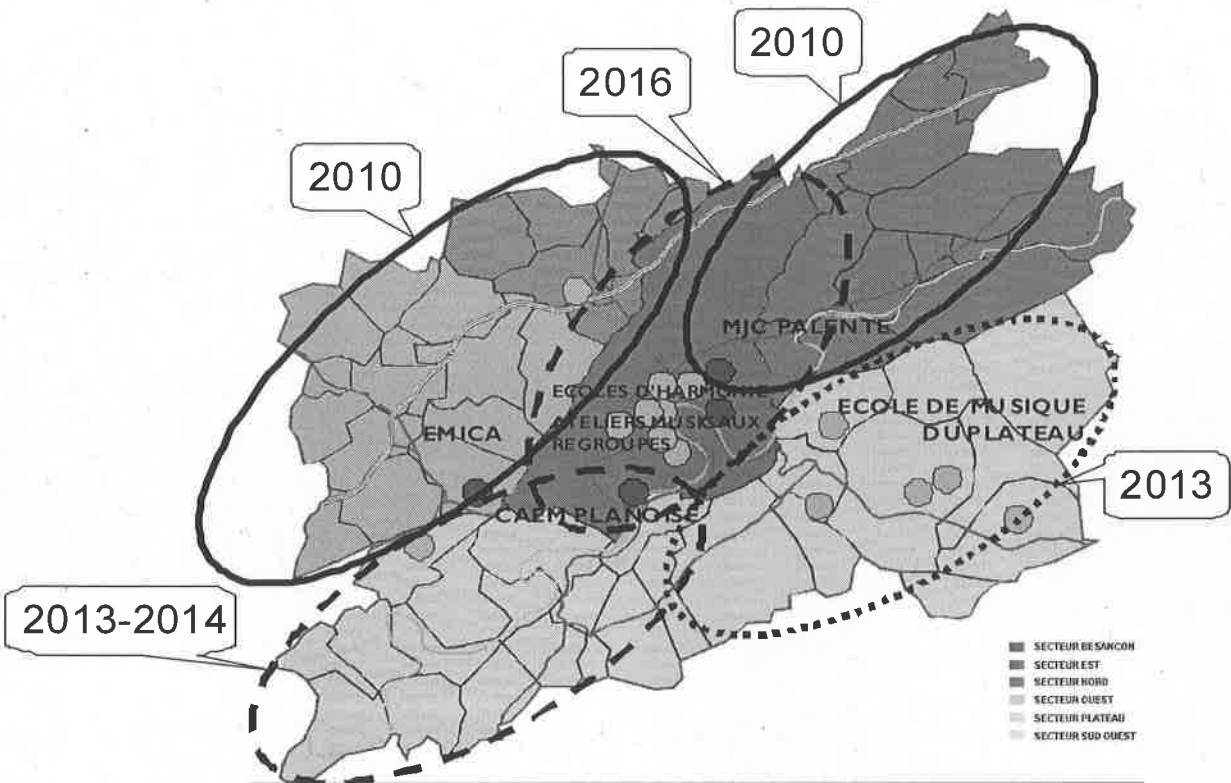 2010
2016
2010
MJC PALENTE
ECOLES D'HARMONIE
ATELIERS MUSICAUX
REGROUPES
EMICA
ECOLE DE MUSIQUE
DU PLATEAU
CAEM PLANOISE
2013
2013-2014
SECTEUR BESANCON
SECTEUR EST
SECTEUR NORD
SECTEUR OUEST
SECTEUR PLATEAU
SECTEUR SUD OUEST